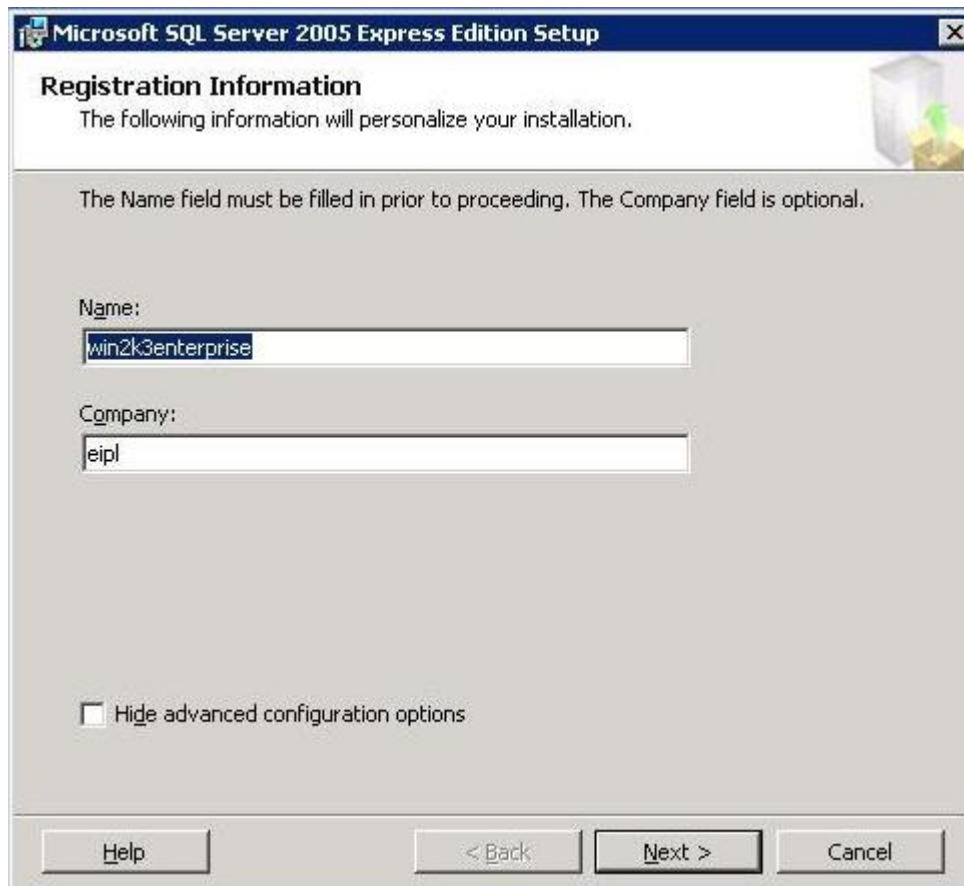 Microsoft SQL Server 2005 Express Edition Setup
Registration Information
The following information will personalize your installation.
The Name field must be filled in prior to proceeding. The Company field is optional.
Name:
win2k3enterprise
Company:
eipl
Hide advanced configuration options
Help
< Back
Next >
Cancel